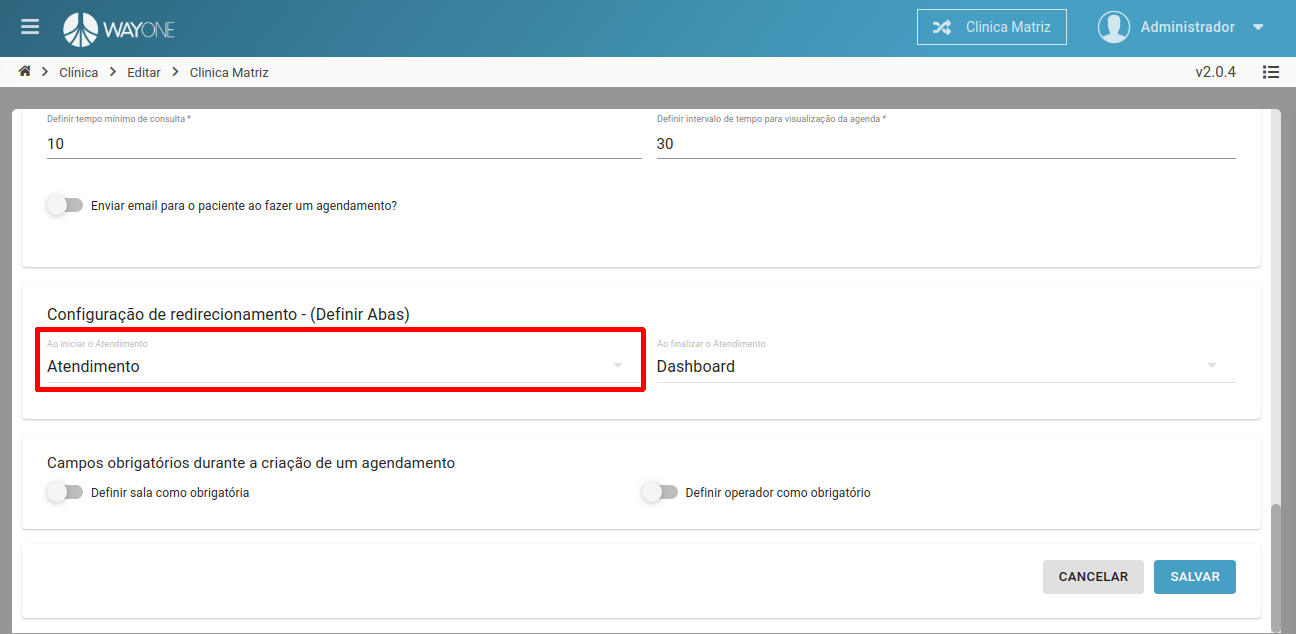 WAYONE
Clinica Matriz
Administrador
Clínica
Editar
Clinica Matriz
v2.0.4
Definir tempo mínimo de consulta *
Definir intervalo de tempo para visualização da agenda *
10
30
Enviar email para o paciente ao fazer um agendamento?
Configuração de redirecionamento - (Definir Abas)
Ao iniciar o Atendimento
Ao finalizar o Atendimento
Atendimento
Dashboard
Campos obrigatórios durante a criação de um agendamento
Definir sala como obrigatória
Definir operador como obrigatório
CANCELAR
SALVAR